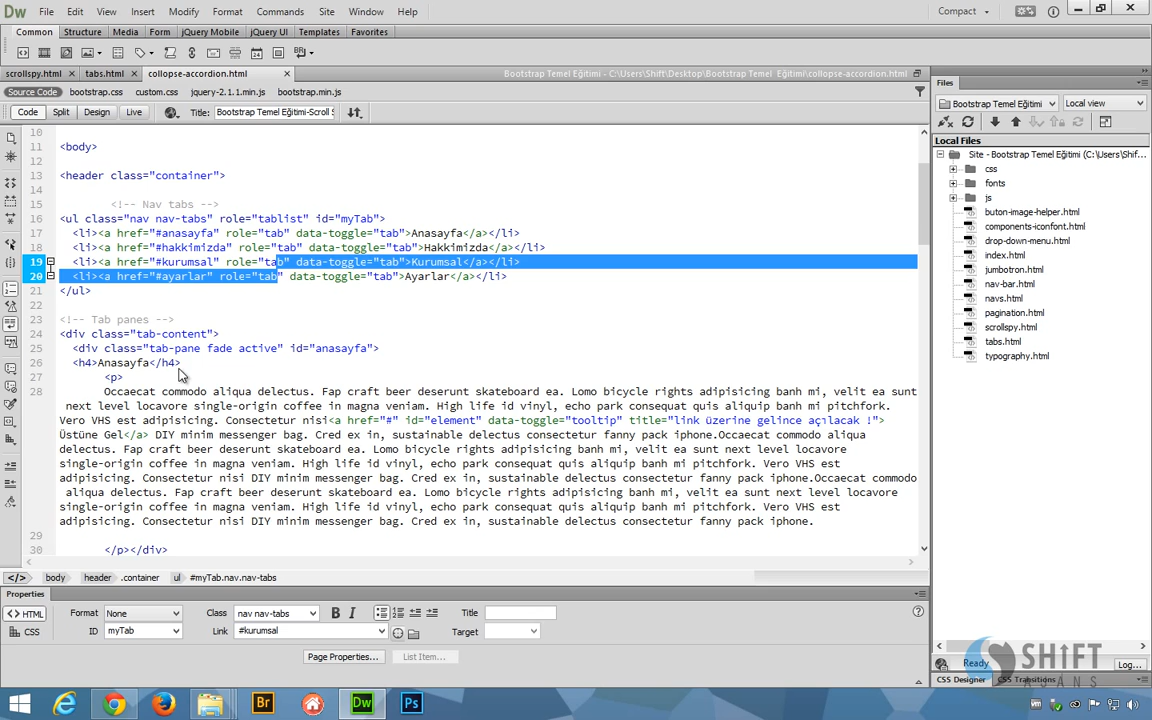 Dw File Edit View Insert Modify Format Commands Site Window Help Compact
Common Structure Media Form jQuery Mobile jQuery UI Templates Favorites
scrollspy.html tabs.html collapse-accordion.html Bootstrap Temel Eğitimi - C:\Users\Shift\Desktop\Bootstrap Temel Eğitimi\collapse-accordion.html
Source Code bootstrap.css custom.css jquery-2.1.1.min.js bootstrap.min.js
Code Split Design Live Title: Bootstrap Temel Eğitimi-Scroll S
10
11 <body>
12
13 <header class="container">
14
15 <!-- Nav tabs -->
16 <ul class="nav nav-tabs" role="tablist" id="myTab">
17 <li><a href="#anasayfa" role="tab" data-toggle="tab">Anasayfa</a></li>
18 <li><a href="#hakkimizda" role="tab" data-toggle="tab">Hakkimizda</a></li>
19 <li><a href="#kurumsal" role="tab" data-toggle="tab">Kurumsal</a></li>
20 <li><a href="#ayarlar" role="tab" data-toggle="tab">Ayarlar</a></li>
21 </ul>
22
23 <!-- Tab panes -->
24 <div class="tab-content">
25 <div class="tab-pane fade active" id="anasayfa">
26 <h4>Anasayfa</h4>
27 <p>
28 Occaecat commodo aliqua delectus. Fap craft beer deserunt skateboard ea. Lomo bicycle rights adipisicing banh mi, velit ea sunt
next level locavore single-origin coffee in magna veniam. High life id vinyl, echo park consequat quis aliquip banh mi pitchfork.
Vero VHS est adipisicing. Consectetur nisi<a href="#" id="element" data-toggle="tooltip" title="link üzerine gelince açılacak !">
Üstüne Gel</a> DIY minim messenger bag. Cred ex in, sustainable delectus consectetur fanny pack iphone.Occaecat commodo aliqua
delectus. Fap craft beer deserunt skateboard ea. Lomo bicycle rights adipisicing banh mi, velit ea sunt next level locavore
single-origin coffee in magna veniam. High life id vinyl, echo park consequat quis aliquip banh mi pitchfork. Vero VHS est
adipisicing. Consectetur nisi DIY minim messenger bag. Cred ex in, sustainable delectus consectetur fanny pack iphone.Occaecat commodo
aliqua delectus. Fap craft beer deserunt skateboard ea. Lomo bicycle rights adipisicing banh mi, velit ea sunt next level locavore
single-origin coffee in magna veniam. High life id vinyl, echo park consequat quis aliquip banh mi pitchfork. Vero VHS est
adipisicing. Consectetur nisi DIY minim messenger bag. Cred ex in, sustainable delectus consectetur fanny pack iphone.
29
30 </p></div>
</> body header .container ul #myTab.nav.nav-tabs
Properties
<> HTML Format None Class nav nav-tabs B I Title
CSS ID myTab Link #kurumsal Target
Page Properties... List Item...
Files
Bootstrap Temel Eğitimi Local view
Local Files
Site - Bootstrap Temel Eğitimi (C:\Users\Shif...
css
fonts
js
buton-image-helper.html
components-iconfont.html
drop-down-menu.html
index.html
jumbotron.html
nav-bar.html
navs.html
pagination.html
scrollspy.html
tabs.html
typography.html
Ready Log...
SHiFT
AJANS
CSS Designer CSS Transitions
Br Dw Ps